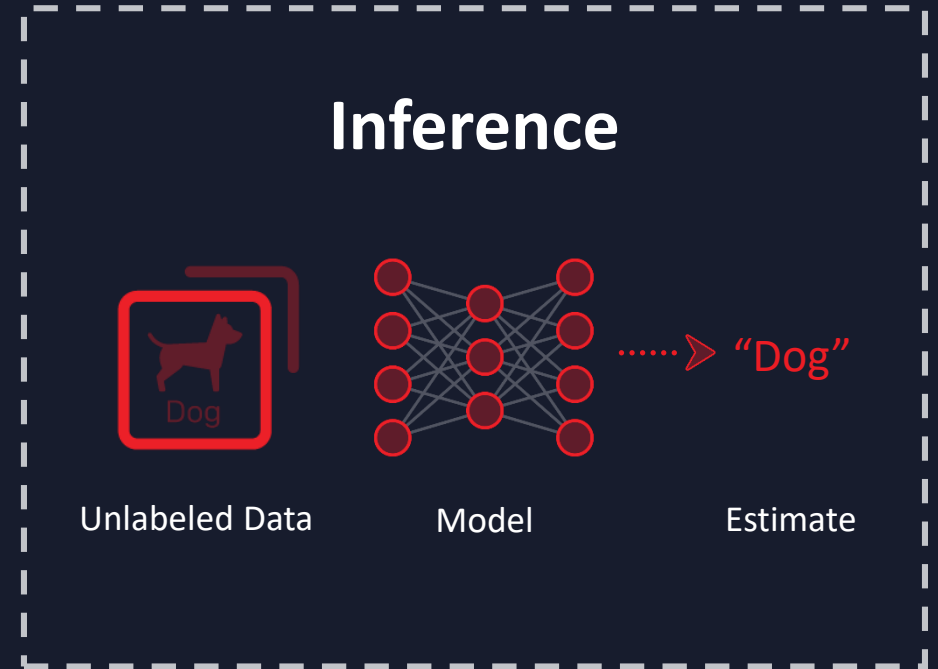 Inference
Dog
“Dog”
Unlabeled Data
Model
Estimate